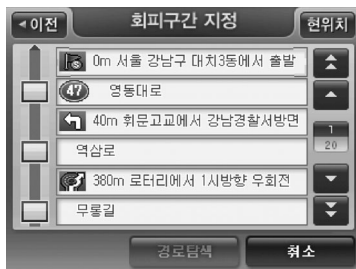 이전
회피구간 지정
현위치
0m 서울 강남구 대치3동에서 출발
47 영동대로
40m 휘문고교에서 강남경찰서방면
역삼로
380m 로터리에서 1시방향 우회전
무롷길
1
20
경로탐색
취소